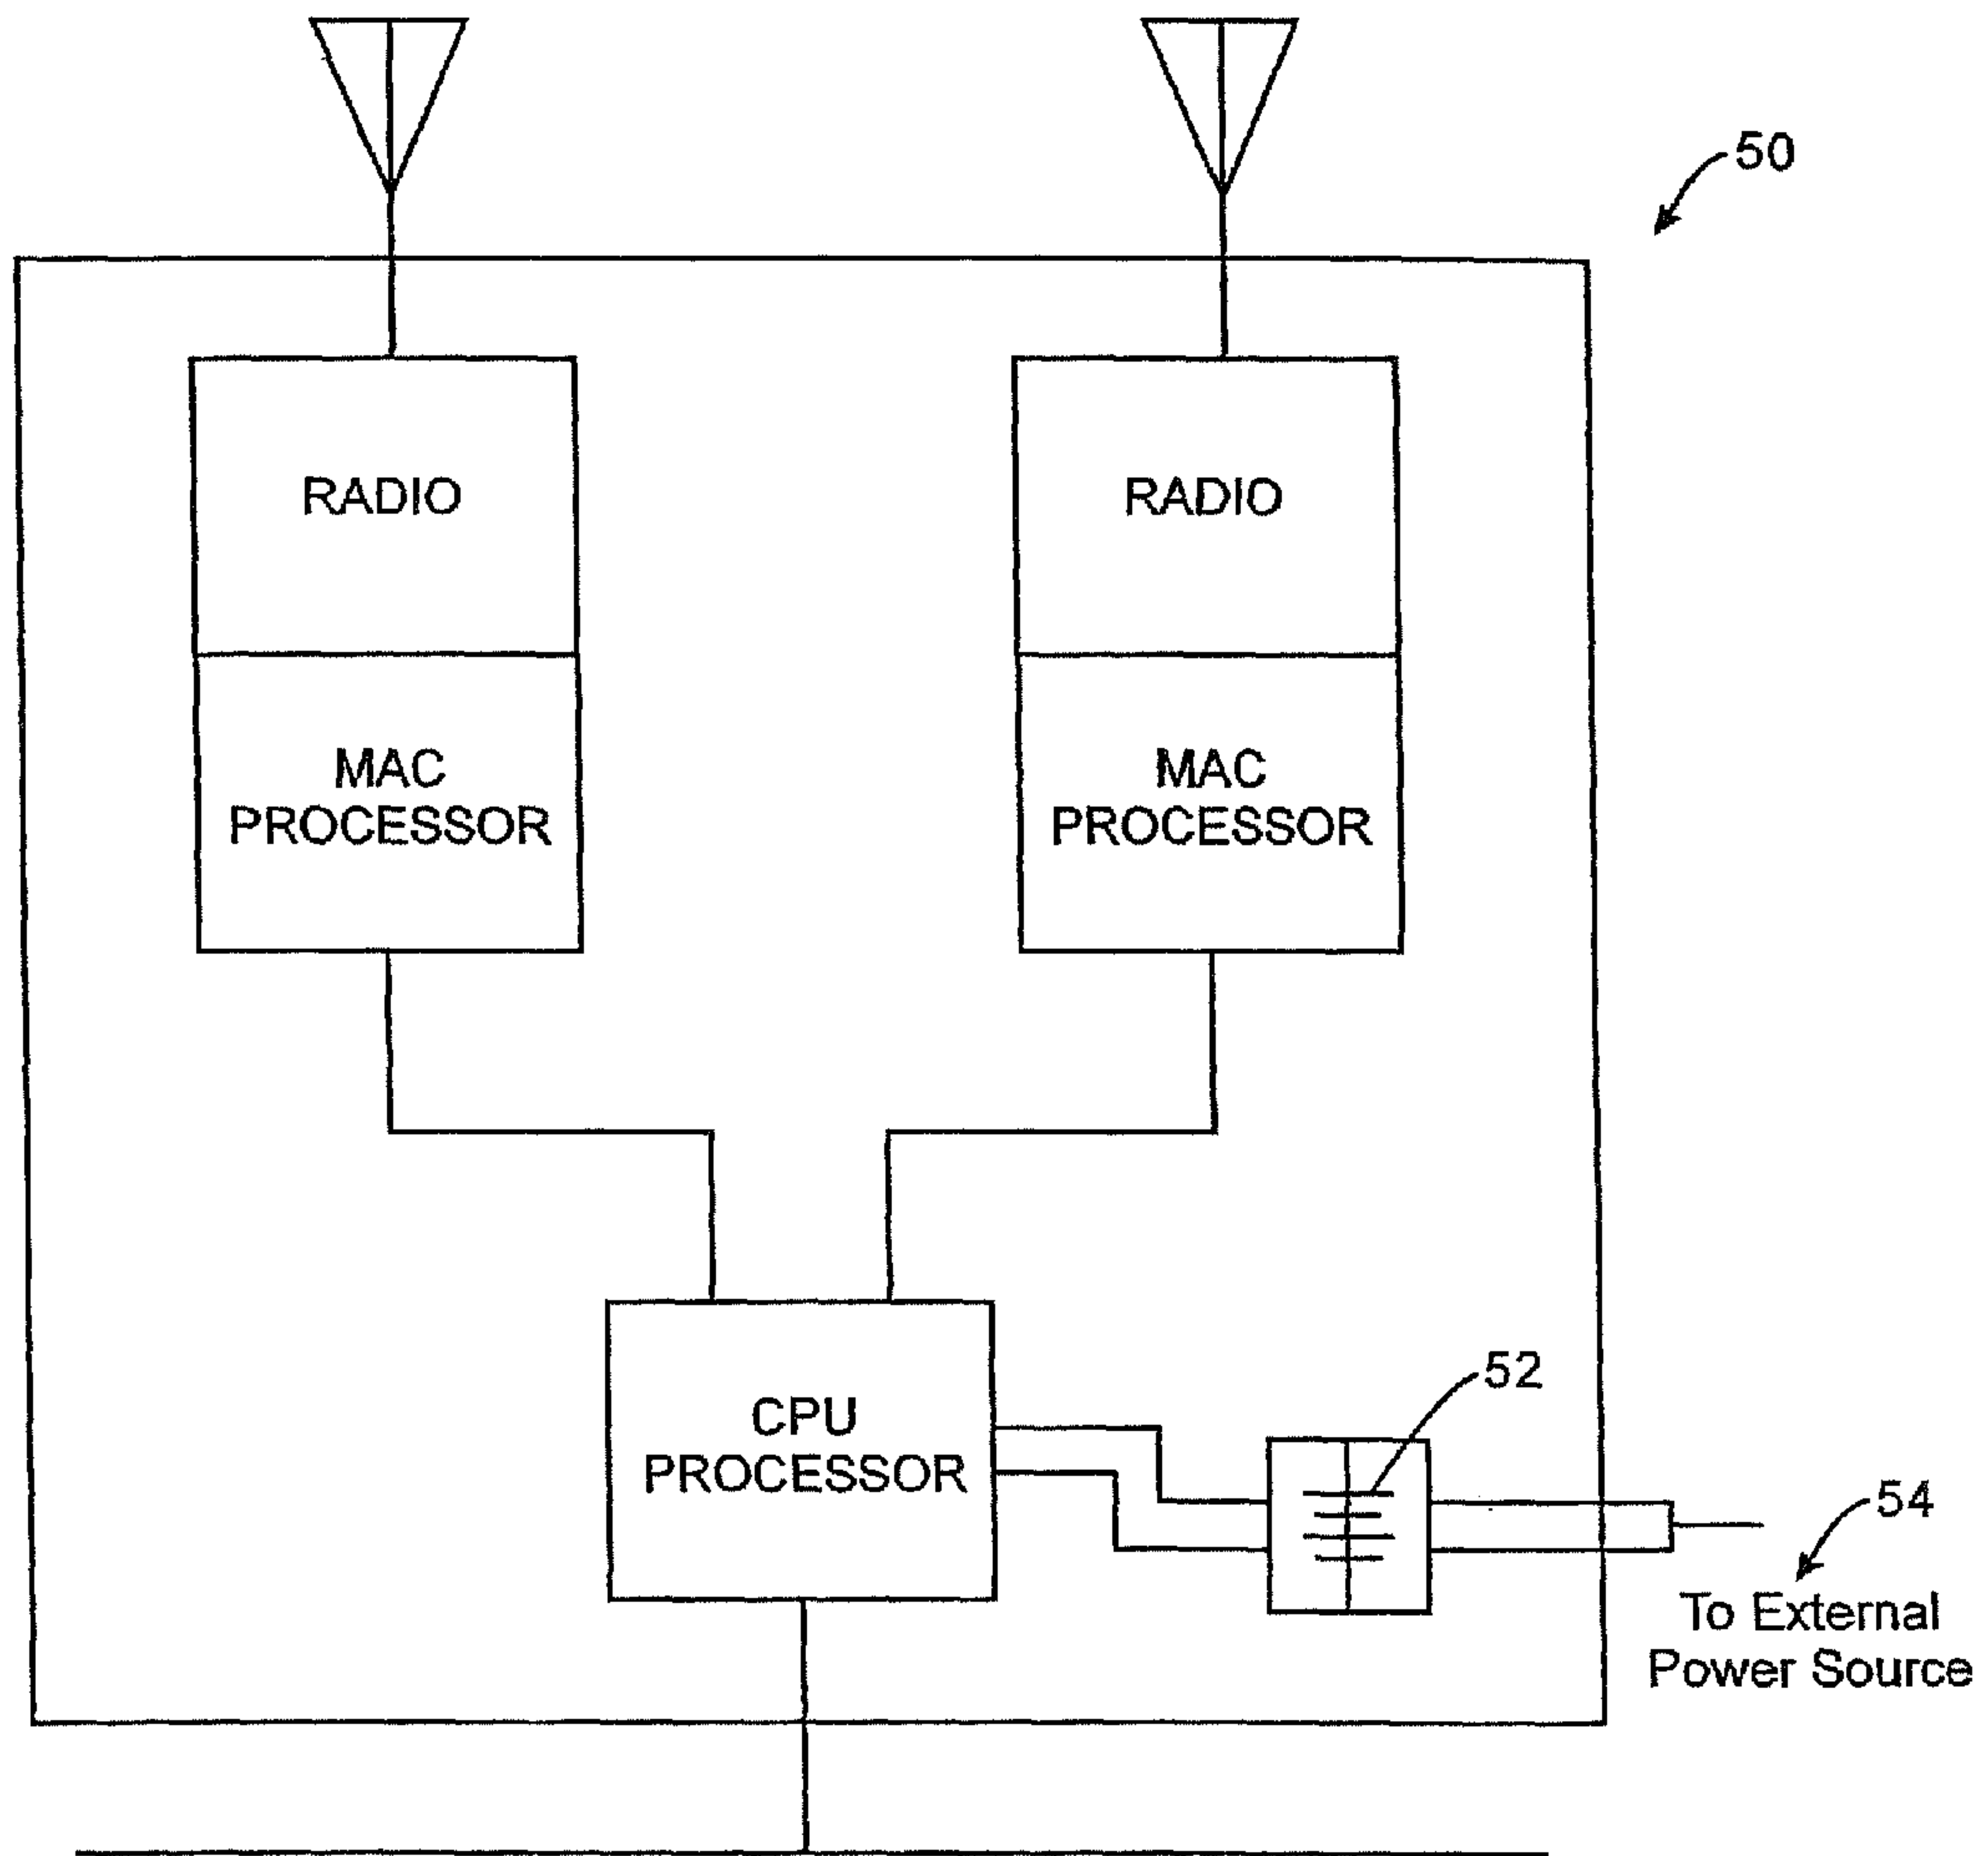 50
RADIO
RADIO
MAC
PROCESSOR
MAC
PROCESSOR
CPU
PROCESSOR
52
54
To External
Power Source